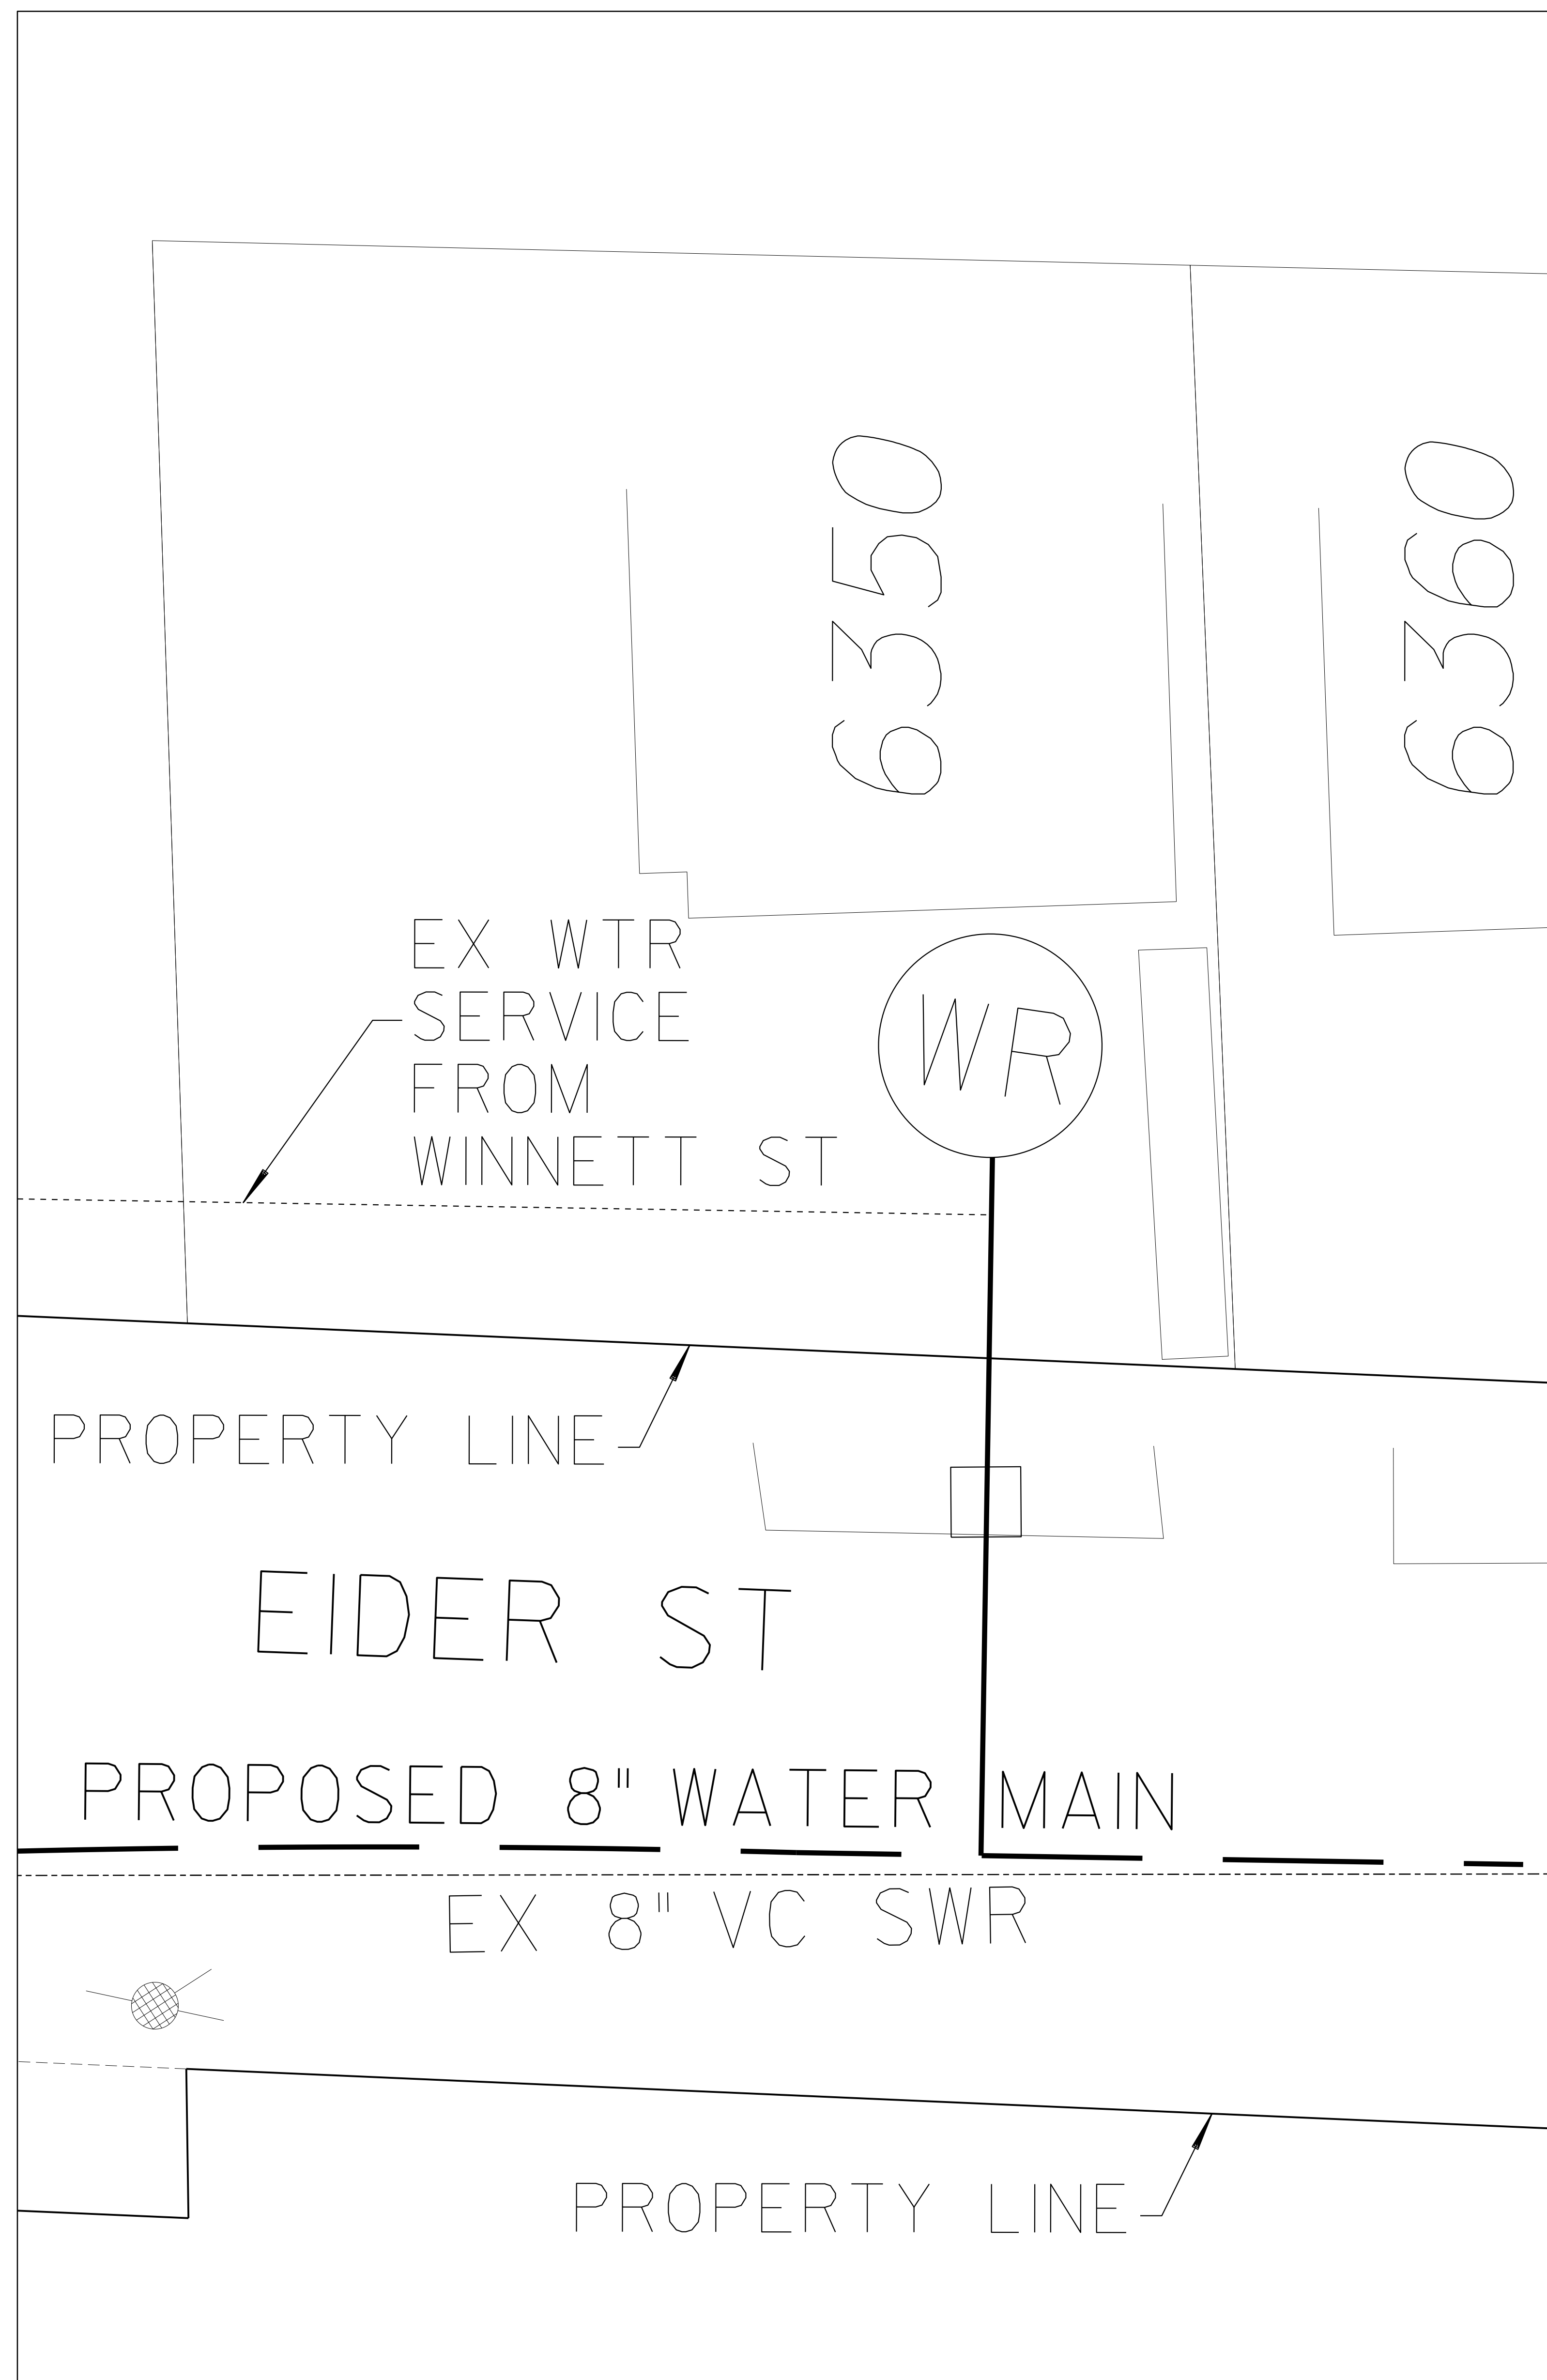 6350
6360
EX WTR
SERVICE
FROM
WINNETT ST
WR
PROPERTY LINE
EIDER ST
PROPOSED 8" WATER MAIN
EX 8" VC SWR
PROPERTY LINE